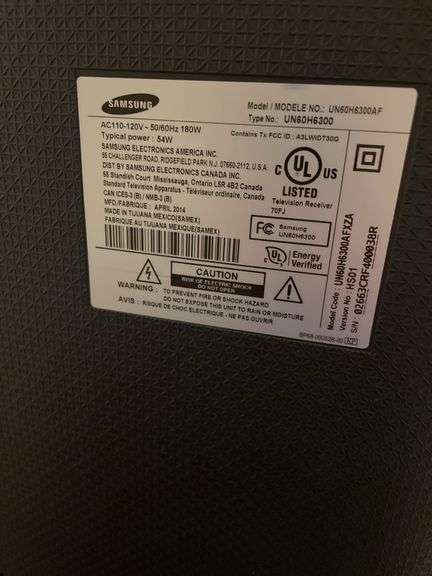 SAMSUNG
Model / MODELE NO.: UN60H6300AF
Type No.: UN60H6300
AC110-120V~ 50/60Hz 180W
Typical power : 54W
Contains Tx FCC ID : A3LWIDT30Q
SAMSUNG ELECTRONICS AMERICA INC.
55 CHALLENGER ROAD, RIDGEFIELD PARK N.J. 07660-2112, U.S.A
DIST BY SAMSUNG ELECTRONICS CANADA INC.
55 Standish Court Mississauga, Ontario L5R 4B2 Canada
Standard Television Apparatus - Téléviseur ordinaire, Canada
CAN ICES-3 (B) / NMB-3 (B)
MFD/FABRIQUE : APRIL 2014
MADE IN TIJUANA MEXICO(SAMEX)
FABRIQUE AU TIJUANA MEXIQUE(SAMEX)
C UL US
LISTED
Television Receiver
70FJ
FC Samsung
UN60H6300
UL Energy
Verified
CAUTION
RISK OF ELECTRIC SHOCK
DO NOT OPEN
WARNING : TO PREVENT FIRE OR SHOCK HAZARD
DO NOT EXPOSE THIS UNIT TO RAIN OR MOISTURE
AVIS : RISQUE DE CHOC ELECTRIQUE - NE PAS OUVRIR
Model Code : UN60H6300AFXZA
Version No : HS01
S/N :
XP